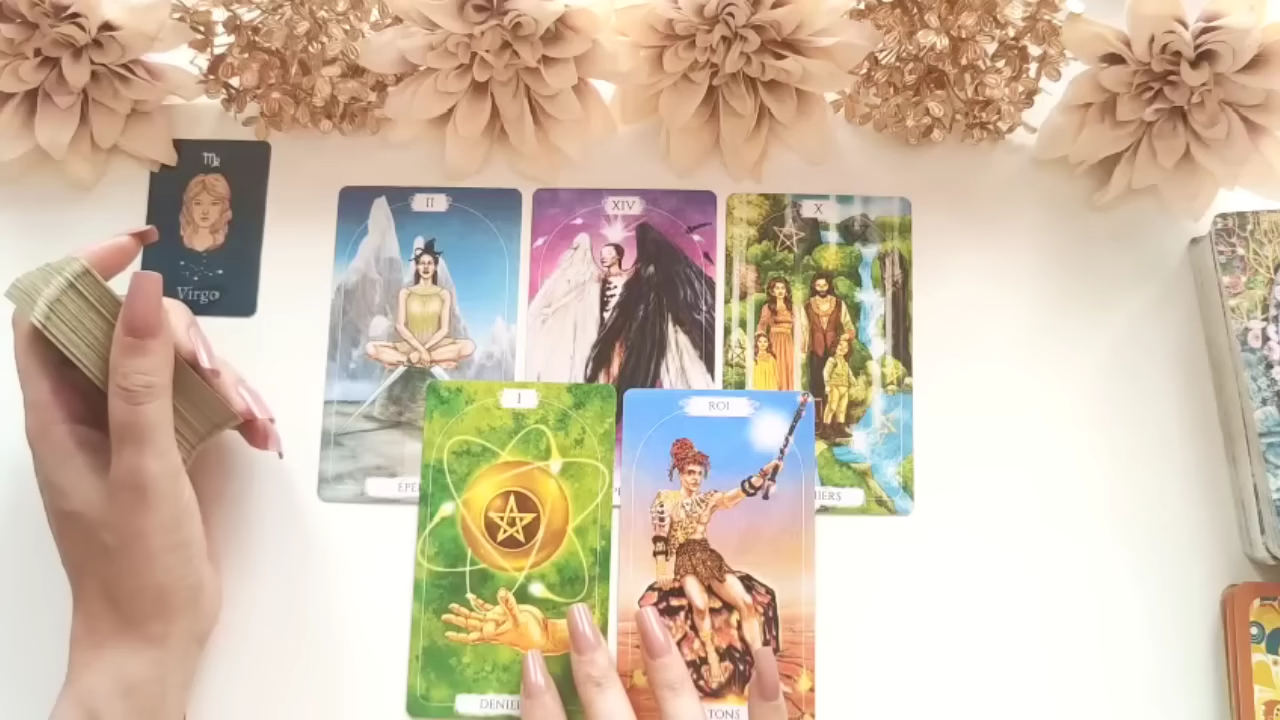 ♍
Virgo
II
XIV
X
I
DENIE
ROI
TONS
ÉPÉ
IERS